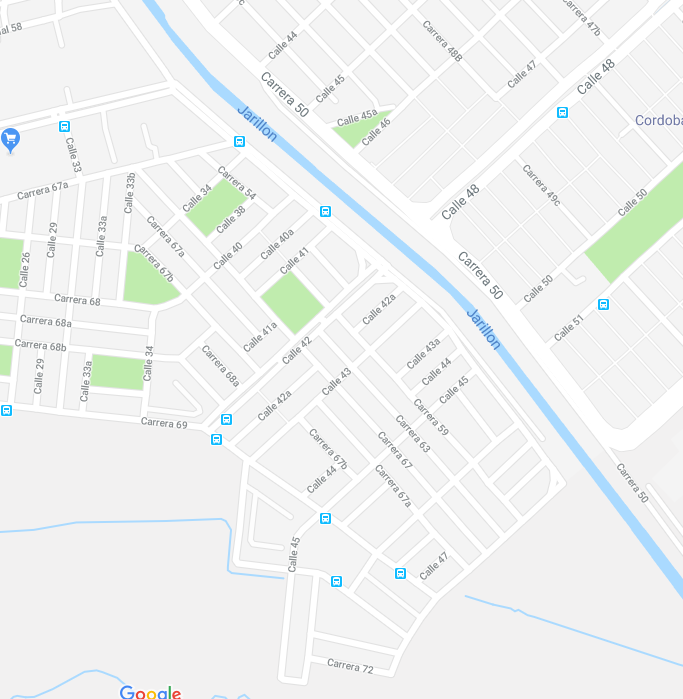 Calle 44
Carrera 48B
Carrera 47b
al 58
Calle 47
Calle 48
Carrera 50
Calle 45
Calle 45a
Calle 46
Jarillon
Cordoba
Calle 33
Carrera 67a
Calle 33b
Calle 34
Carrera 54
Calle 38
Carrera 49c
Calle 48
Calle 50
Calle 29
Calle 33a
Carrera 67a
Calle 40
Calle 40a
Calle 41
Calle 26
Carrera 67b
Carrera 50
Calle 50
Carrera 68
Calle 42a
Jarillon
Calle 51
Carrera 68a
Calle 41a
Calle 42
Carrera 68b
Calle 34
Carrera 68a
Calle 43a
Calle 44
Calle 29
Calle 33a
Calle 43
Calle 45
Calle 42a
Carrera 59
Carrera 69
Carrera 63
Carrera 67b
Carrera 67
Calle 44
Carrera 67a
Carrera 50
Calle 45
Calle 47
Carrera 72
Google